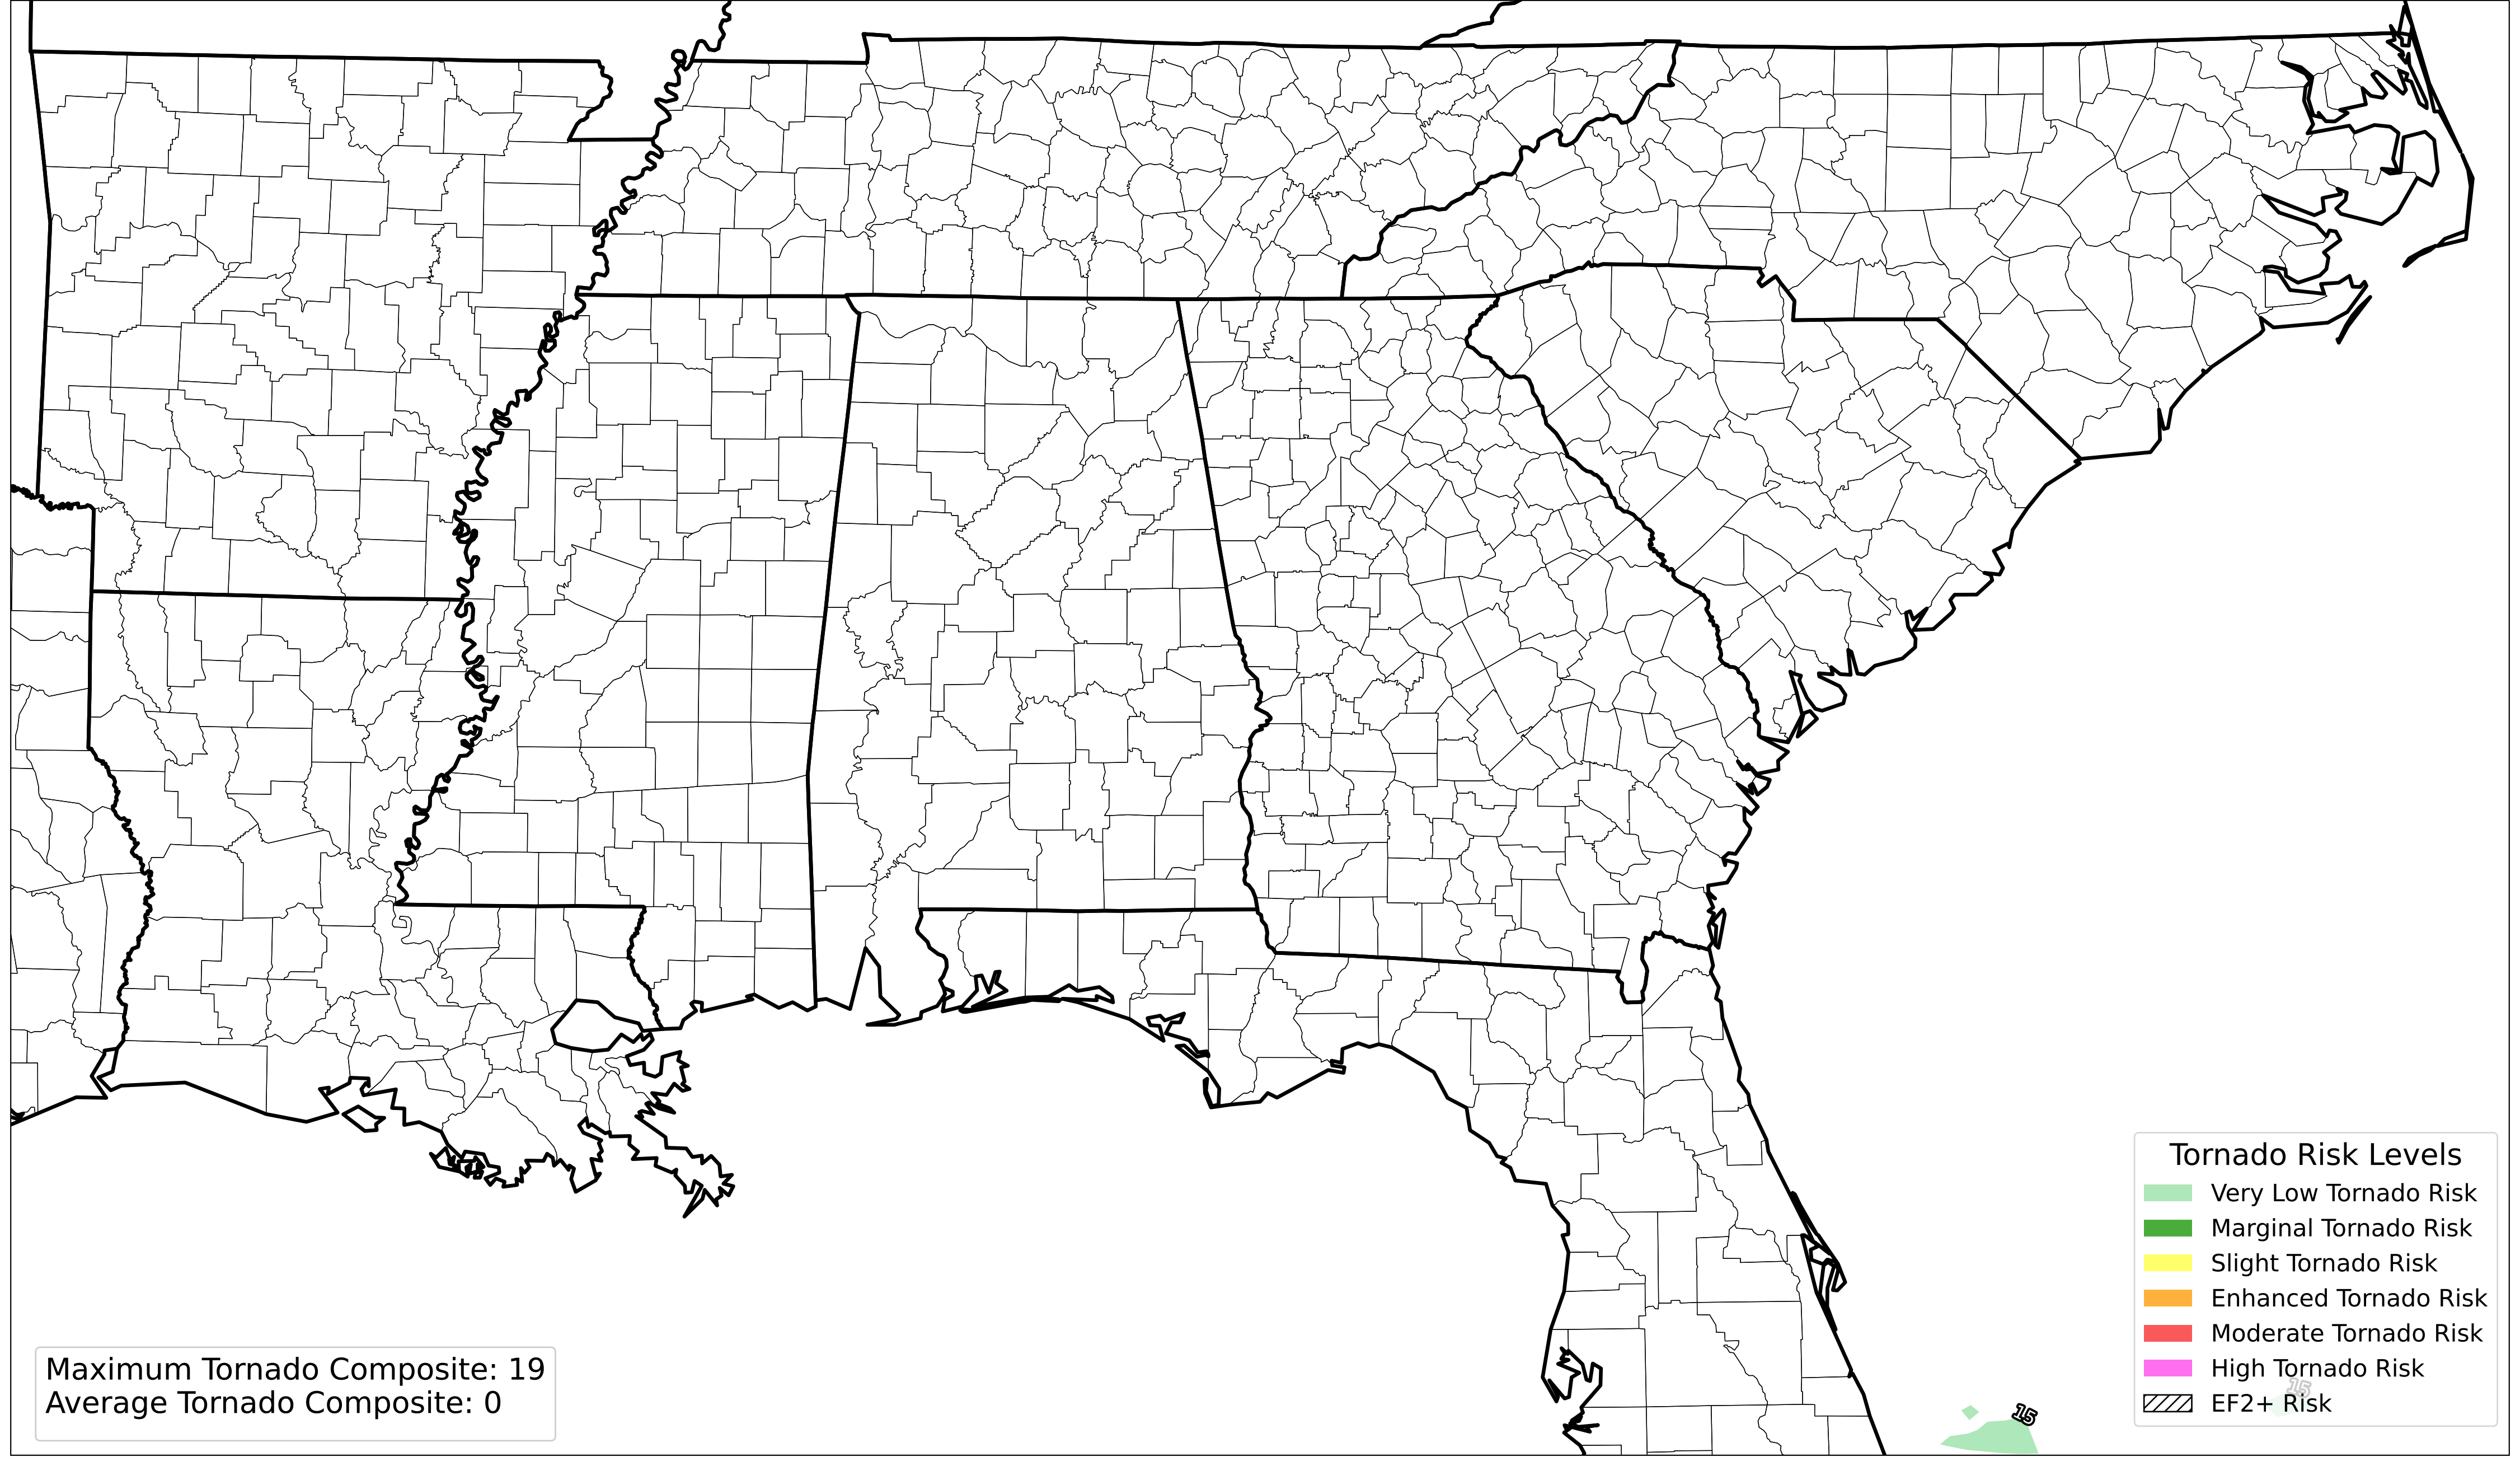 Tornado Risk Levels
Very Low Tornado Risk
Marginal Tornado Risk
Slight Tornado Risk
Enhanced Tornado Risk
Moderate Tornado Risk
High Tornado Risk
15
EF2+ Risk
Maximum Tornado Composite: 19
Average Tornado Composite: 0
15